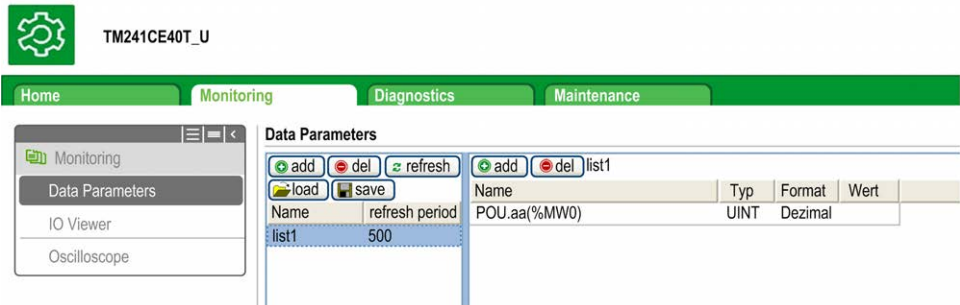 TM241CE40T_U
Home Monitoring Diagnostics Maintenance
Monitoring
Data Parameters
IO Viewer
Oscilloscope
Data Parameters
add del refresh
load save
Name refresh period
list1 500
add del list1
Name Typ Format Wert
POU.aa(%MW0) UINT Dezimal